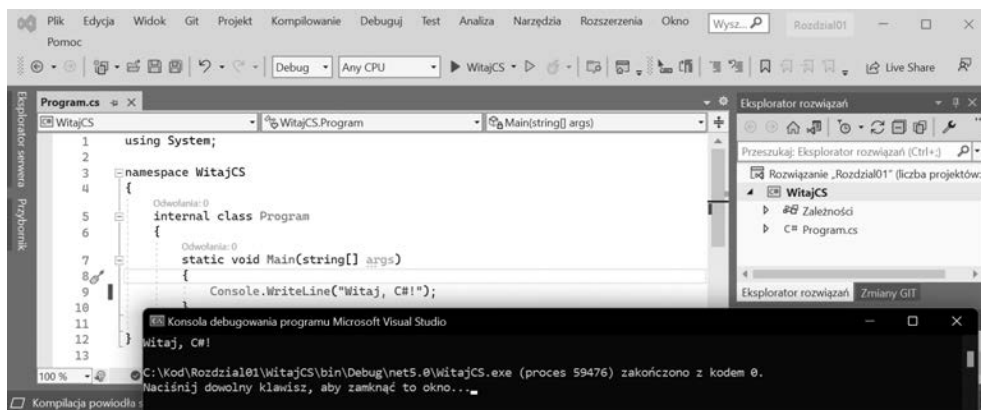 Plik Edycja Widok Git Projekt Kompilowanie Debuguj Test Analiza Narzędzia Rozszerzenia Okno Wysz... Rozdzial01
Pomoc
Debug Any CPU WitajCS Live Share
Eksplorator serwera
Przybornik
Program.cs
WitajCS WitajCS.Program Main(string[] args)
1 using System;
2
3 namespace WitajCS
4 {
Odwołania: 0
5 internal class Program
6 {
Odwołania: 0
7 static void Main(string[] args)
8 {
9 Console.WriteLine("Witaj, C#!");
10 }
11
12 }
13
100 %
Kompilacja powiodła s
Eksplorator rozwiązań
Przeszukaj: Eksplorator rozwiązań (Ctrl+;)
Rozwiązanie „Rozdzial01" (liczba projektów:
C# WitajCS
Zależności
C# Program.cs
Eksplorator rozwiązań Zmiany GIT
Konsola debugowania programu Microsoft Visual Studio
Witaj, C#!
C:\Kod\Rozdzial01\WitajCS\bin\Debug\net5.0\WitajCS.exe (proces 59476) zakończono z kodem 0.
Naciśnij dowolny klawisz, aby zamknąć to okno...